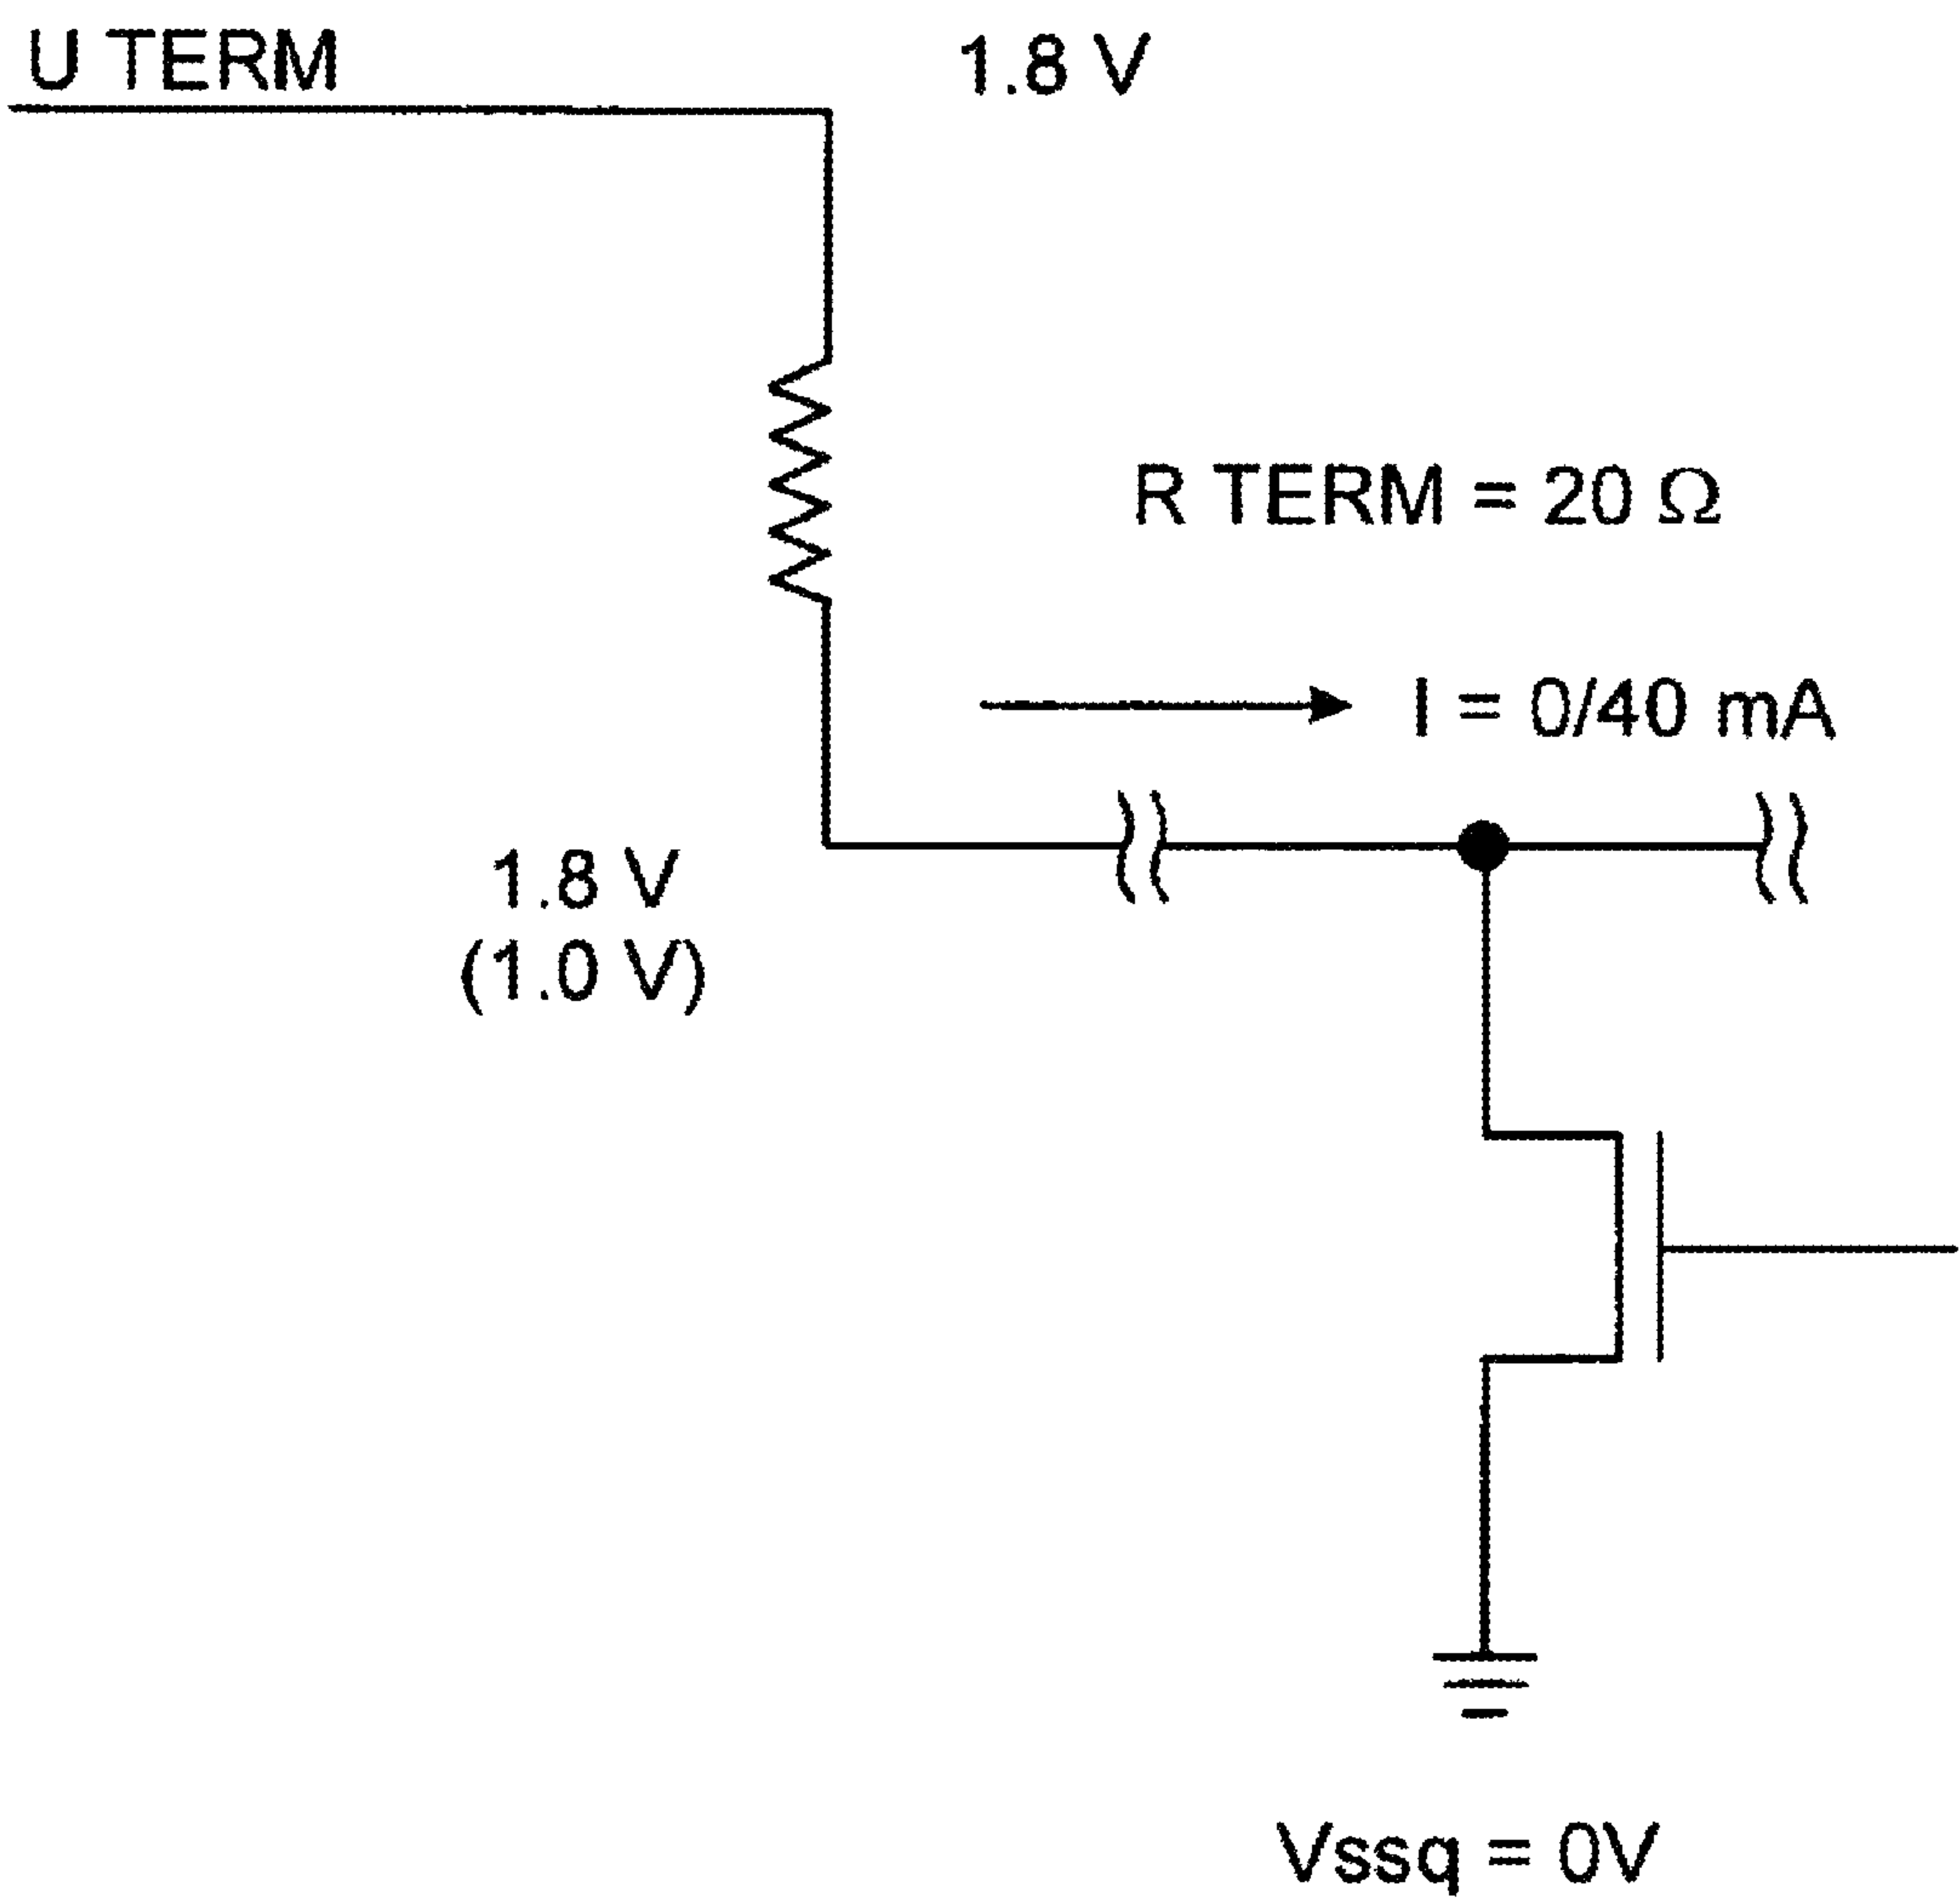 U TERM
1.8 V
R TERM = 20 Ω
I = 0/40 mA
1.8 V
(1.0 V)
Vssq = 0V